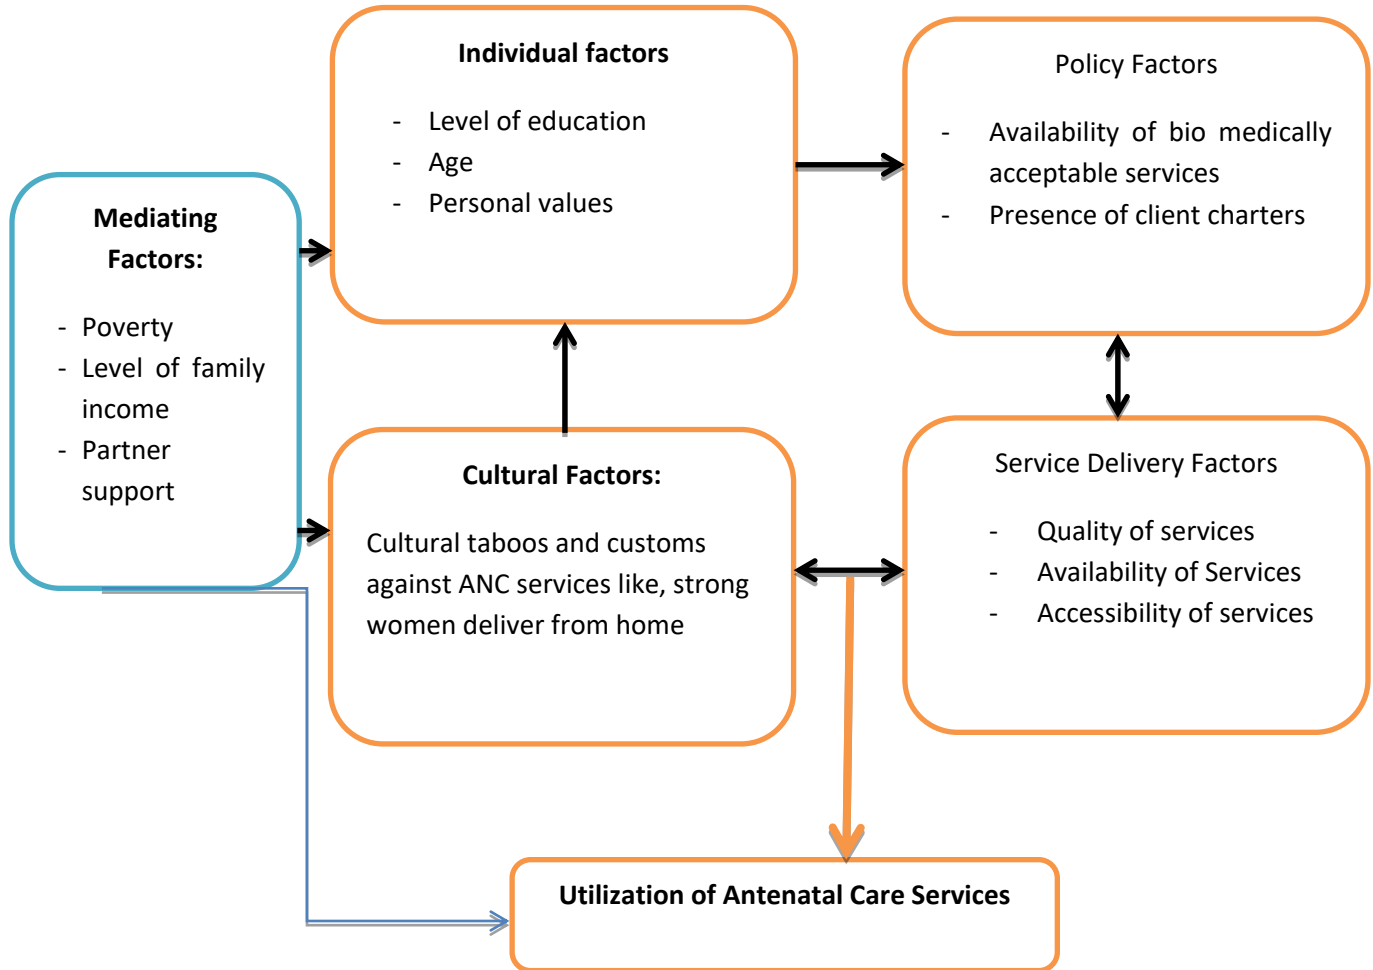 Individual factors
- Level of education
- Age
- Personal values
Policy Factors
- Availability of bio medically
acceptable services
- Presence of client charters
Mediating
Factors:
- Poverty
- Level of family
income
- Partner
support
Cultural Factors:
Cultural taboos and customs
against ANC services like, strong
women deliver from home
Service Delivery Factors
- Quality of services
- Availability of Services
- Accessibility of services
Utilization of Antenatal Care Services